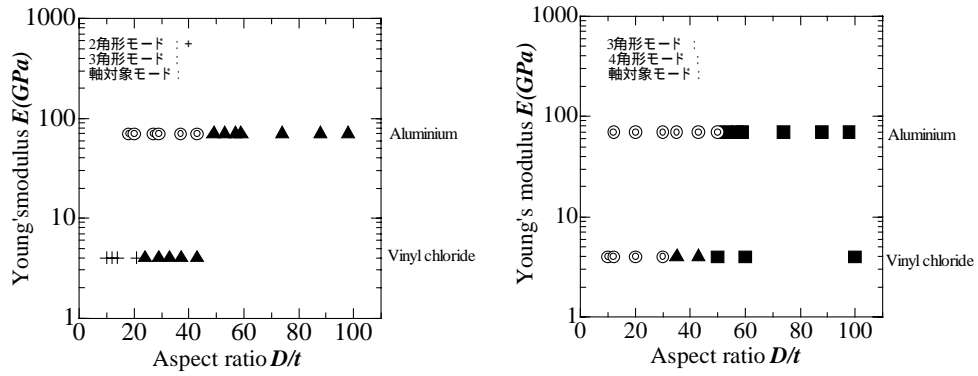 1000
2角形モード : +
3角形モード :
軸対象モード :
100
Aluminium
10
Vinyl chloride
1
0 20 40 60 80 100
Young'smodulus E(GPa)
Aspect ratio D/t
1000
3角形モード :
4角形モード :
軸対象モード :
100
Aluminium
10
Vinyl chloride
1
0 20 40 60 80 100
Young's modulus E(GPa)
Aspect ratio D/t